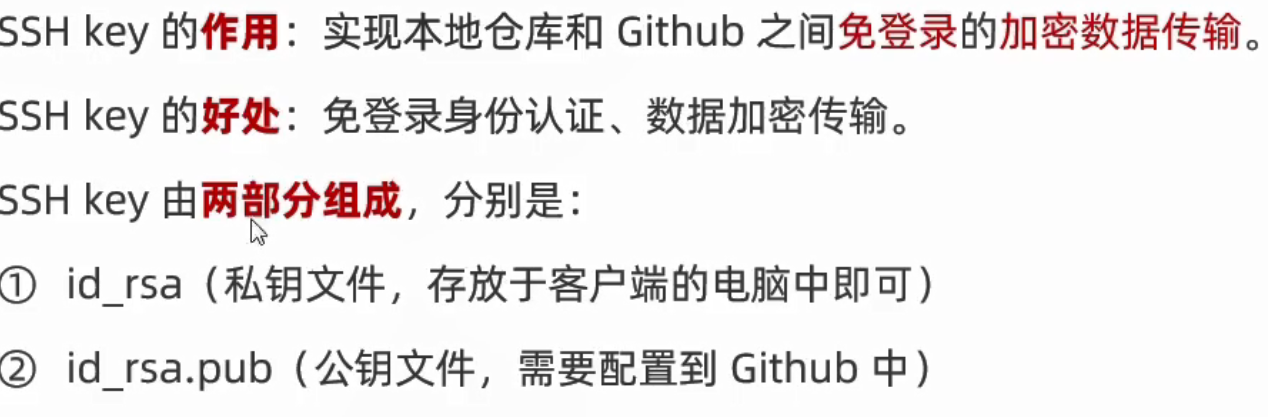 SSH key 的作用：实现本地仓库和 Github 之间免登录的加密数据传输。
SSH key 的好处：免登录身份认证、数据加密传输。
SSH key 由两部分组成，分别是：
① id_rsa（私钥文件，存放于客户端的电脑中即可）
② id_rsa.pub（公钥文件，需要配置到 Github 中）